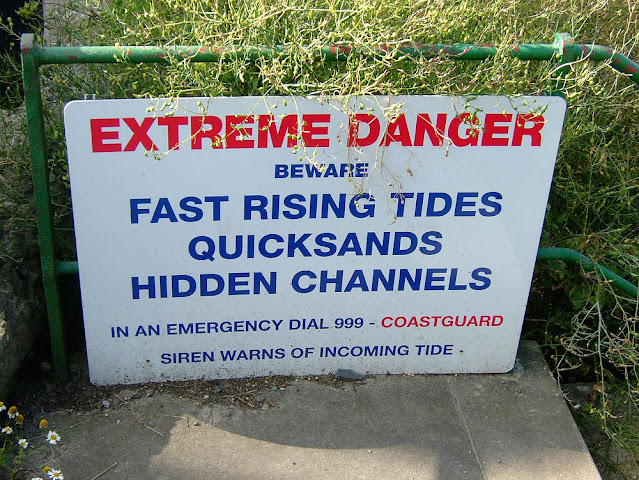 EXTREME DANGER
BEWARE
FAST RISING TIDES
QUICKSANDS
HIDDEN CHANNELS
IN AN EMERGENCY DIAL 999 - COASTGUARD
SIREN WARNS OF INCOMING TIDE